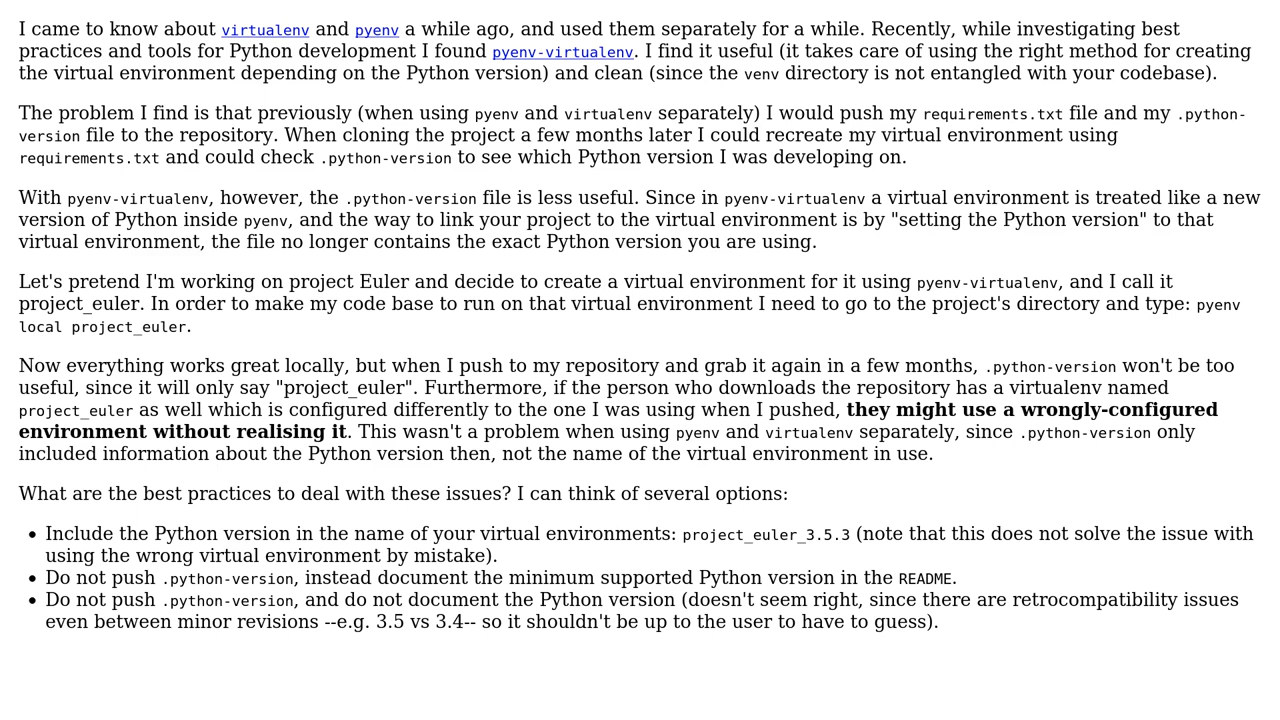 I came to know about virtualenv and pyenv a while ago, and used them separately for a while. Recently, while investigating best
practices and tools for Python development I found pyenv-virtualenv. I find it useful (it takes care of using the right method for creating
the virtual environment depending on the Python version) and clean (since the venv directory is not entangled with your codebase).
The problem I find is that previously (when using pyenv and virtualenv separately) I would push my requirements.txt file and my .python-
version file to the repository. When cloning the project a few months later I could recreate my virtual environment using
requirements.txt and could check .python-version to see which Python version I was developing on.
With pyenv-virtualenv, however, the .python-version file is less useful. Since in pyenv-virtualenv a virtual environment is treated like a new
version of Python inside pyenv, and the way to link your project to the virtual environment is by "setting the Python version" to that
virtual environment, the file no longer contains the exact Python version you are using.
Let's pretend I'm working on project Euler and decide to create a virtual environment for it using pyenv-virtualenv, and I call it
project_euler. In order to make my code base to run on that virtual environment I need to go to the project's directory and type: pyenv
local project_euler.
Now everything works great locally, but when I push to my repository and grab it again in a few months, .python-version won't be too
useful, since it will only say "project_euler". Furthermore, if the person who downloads the repository has a virtualenv named
project_euler as well which is configured differently to the one I was using when I pushed, they might use a wrongly-configured
environment without realising it. This wasn't a problem when using pyenv and virtualenv separately, since .python-version only
included information about the Python version then, not the name of the virtual environment in use.
What are the best practices to deal with these issues? I can think of several options:
• Include the Python version in the name of your virtual environments: project_euler_3.5.3 (note that this does not solve the issue with
using the wrong virtual environment by mistake).
• Do not push .python-version, instead document the minimum supported Python version in the README.
• Do not push .python-version, and do not document the Python version (doesn't seem right, since there are retrocompatibility issues
even between minor revisions --e.g. 3.5 vs 3.4-- so it shouldn't be up to the user to have to guess).